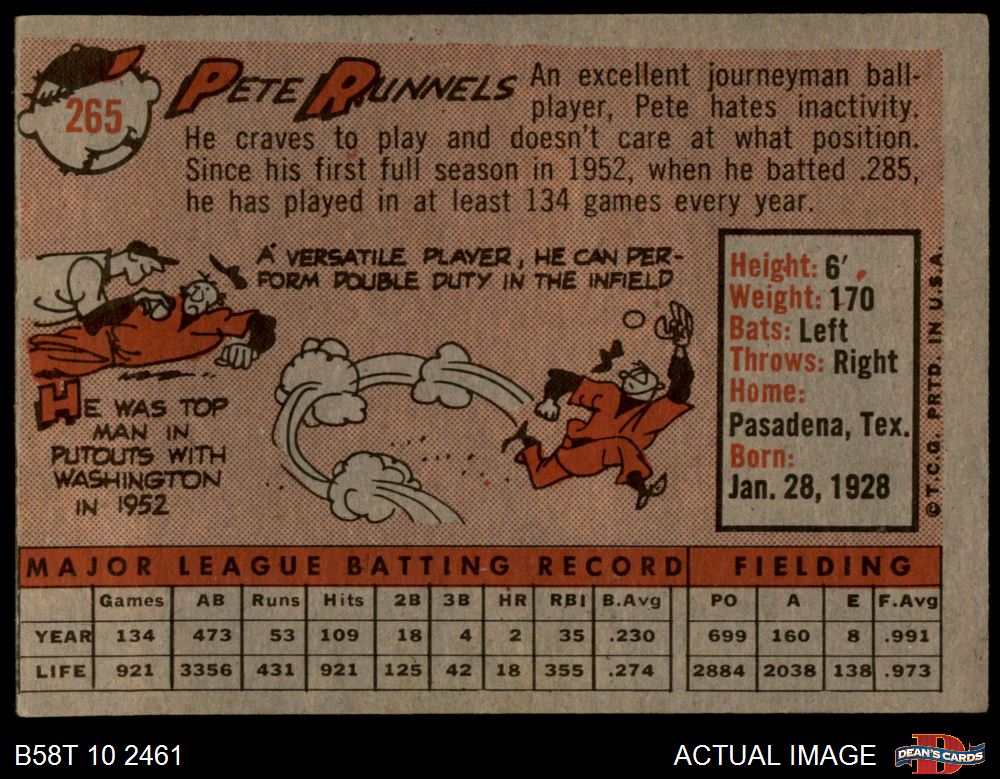 265
PETE RUNNELS
An excellent journeyman ball-
player, Pete hates inactivity.
He craves to play and doesn't care at what position.
Since his first full season in 1952, when he batted .285,
he has played in at least 134 games every year.
A VERSATILE PLAYER, HE CAN PER-
FORM DOUBLE DUTY IN THE INFIELD
HE WAS TOP
MAN IN
PUTOUTS WITH
WASHINGTON
IN 1952
Height: 6'
Weight: 170
Bats: Left
Throws: Right
Home:
Pasadena, Tex.
Born:
Jan. 28, 1928
© T.C.G. PRTD. IN U.S.A.
MAJOR LEAGUE BATTING RECORD FIELDING
Games AB Runs Hits 2B 3B HR RBI B.Avg PO A E F.Avg
YEAR 134 473 53 109 18 4 2 35 .230 699 160 8 .991
LIFE 921 3356 431 921 125 42 18 355 .274 2884 2038 138 .973
B58T 10 2461
ACTUAL IMAGE
DEAN'S CARDS